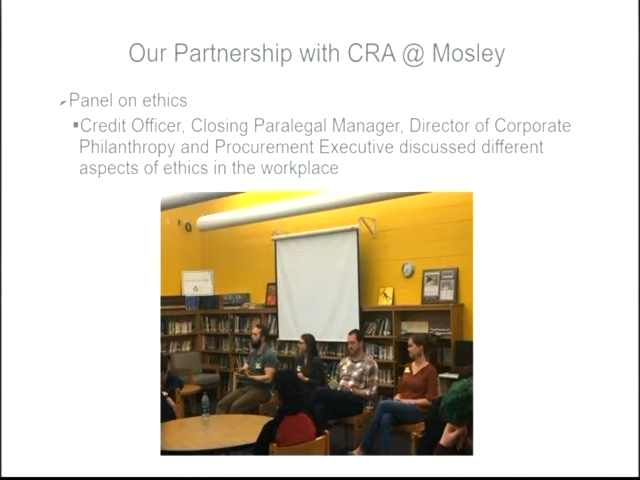 Our Partnership with CRA @ Mosley
Panel on ethics
Credit Officer, Closing Paralegal Manager, Director of Corporate
Philanthropy and Procurement Executive discussed different
aspects of ethics in the workplace